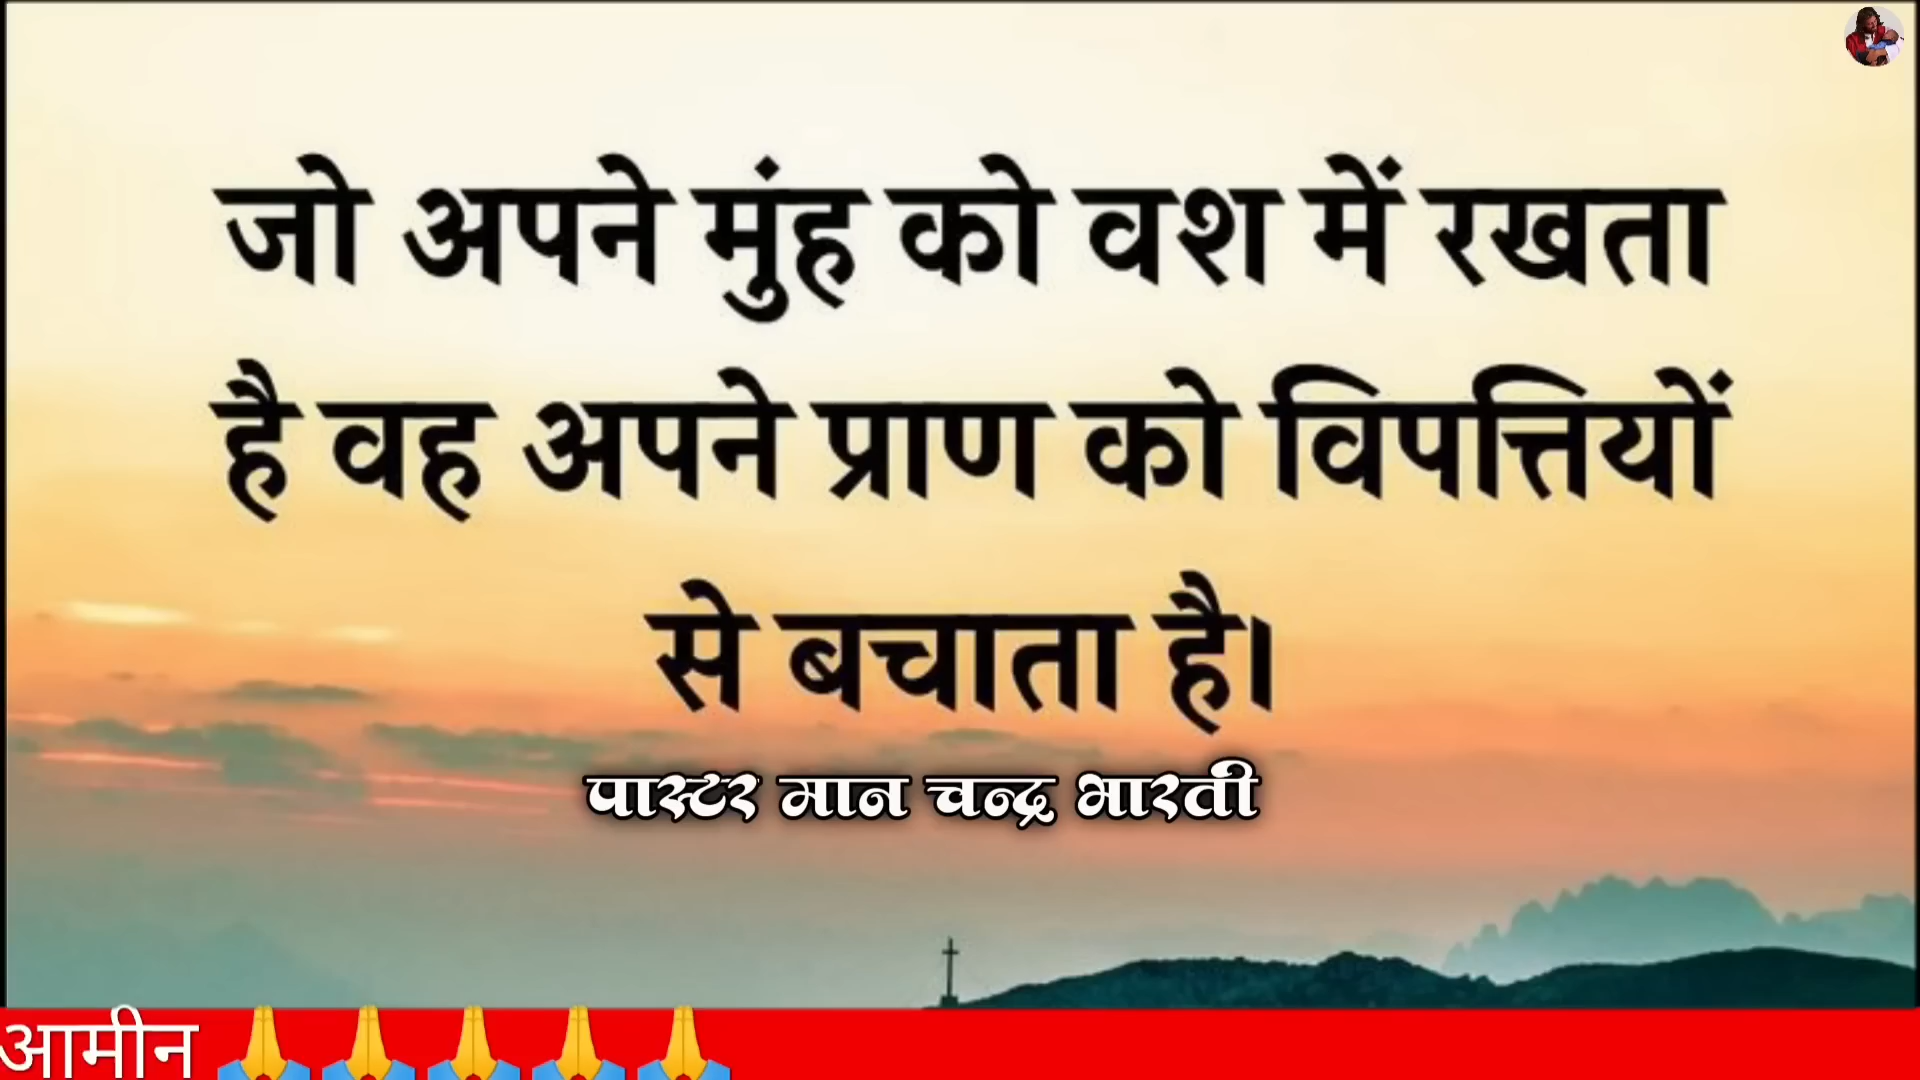 जो अपने मुंह को वश में रखता
है वह अपने प्राण को विपत्तियों
से बचाता है।
पास्टर मान चन्द्र भारती
आमीन 🙏🙏🙏🙏🙏